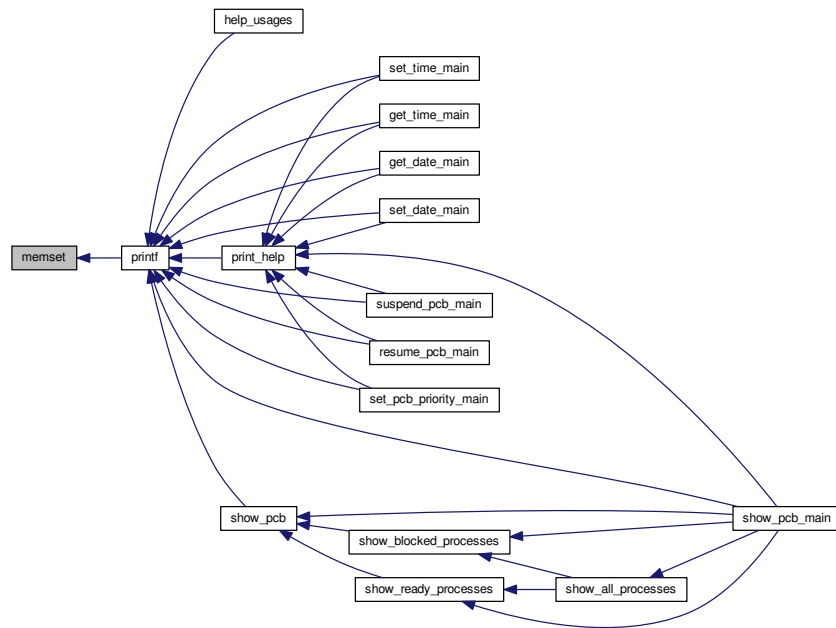 help_usages
set_time_main
get_time_main
get_date_main
set_date_main
memset
printf
print_help
suspend_pcb_main
resume_pcb_main
set_pcb_priority_main
show_pcb
show_pcb_main
show_blocked_processes
show_ready_processes
show_all_processes